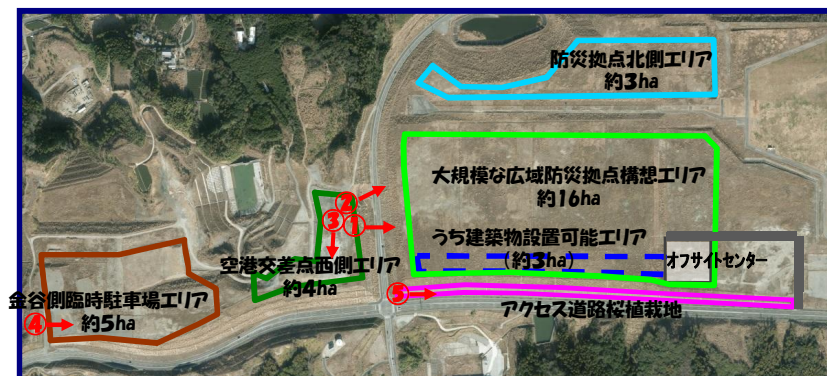 防災拠点北側エリア
約3ha
大規模な広域防災拠点構想エリア
約16ha
②
③
①
うち建築物設置可能エリア
(約3ha)
オフサイトセンター
空港交差点西側エリア
約4ha
⑤
アクセス道路桜植栽地
金谷側臨時駐車場エリア
④
約5ha